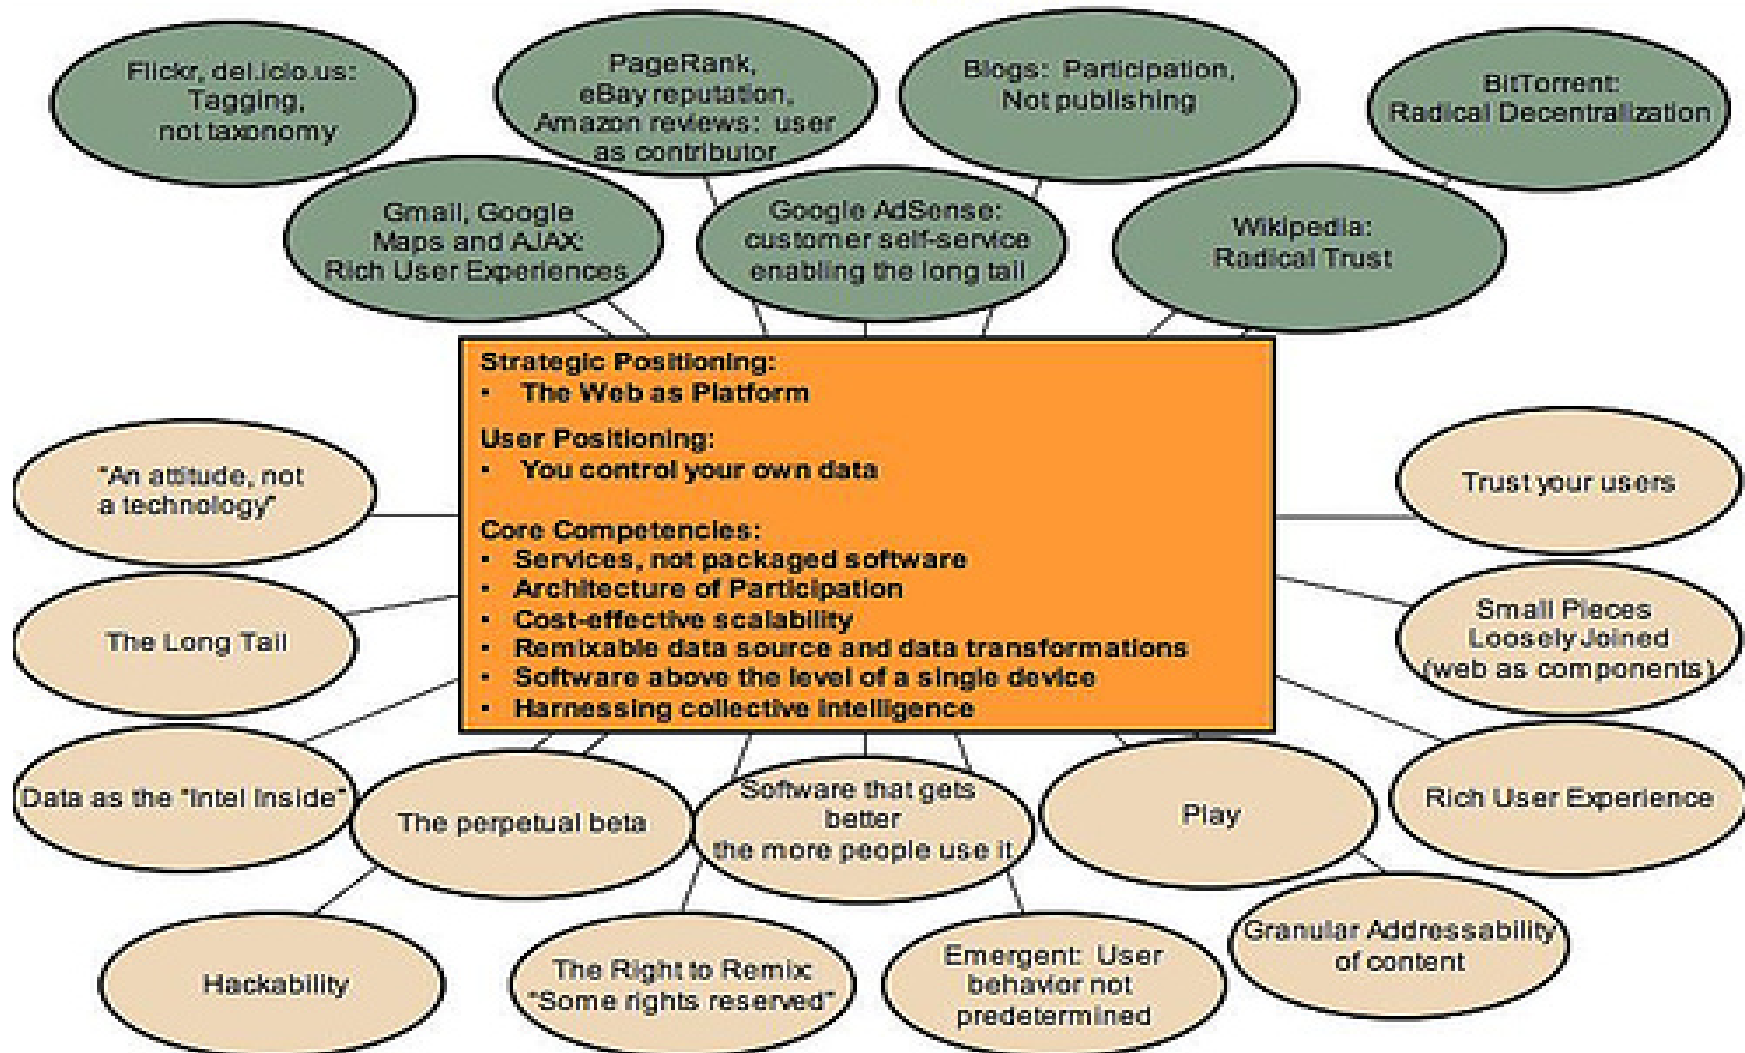 Flickr, del.icio.us:
Tagging,
not taxonomy
PageRank,
eBay reputation,
Amazon reviews: user
as contributor
Blogs: Participation,
Not publishing
BitTorrent:
Radical Decentralization
Gmail, Google
Maps and AJAX:
Rich User Experiences
Google AdSense:
customer self-service
enabling the long tail
Wikipedia:
Radical Trust
Strategic Positioning:
• The Web as Platform
User Positioning:
• You control your own data
Core Competencies:
• Services, not packaged software
• Architecture of Participation
• Cost-effective scalability
• Remixable data source and data transformations
• Software above the level of a single device
• Harnessing collective intelligence
"An attitude, not
a technology"
The Long Tail
Data as the "Intel Inside"
Trust your users
Small Pieces
Loosely Joined
(web as components)
Rich User Experience
The perpetual beta
Software that gets
better
the more people use it
Play
Hackability
The Right to Remix:
"Some rights reserved"
Emergent: User
behavior not
predetermined
Granular Addressability
of content